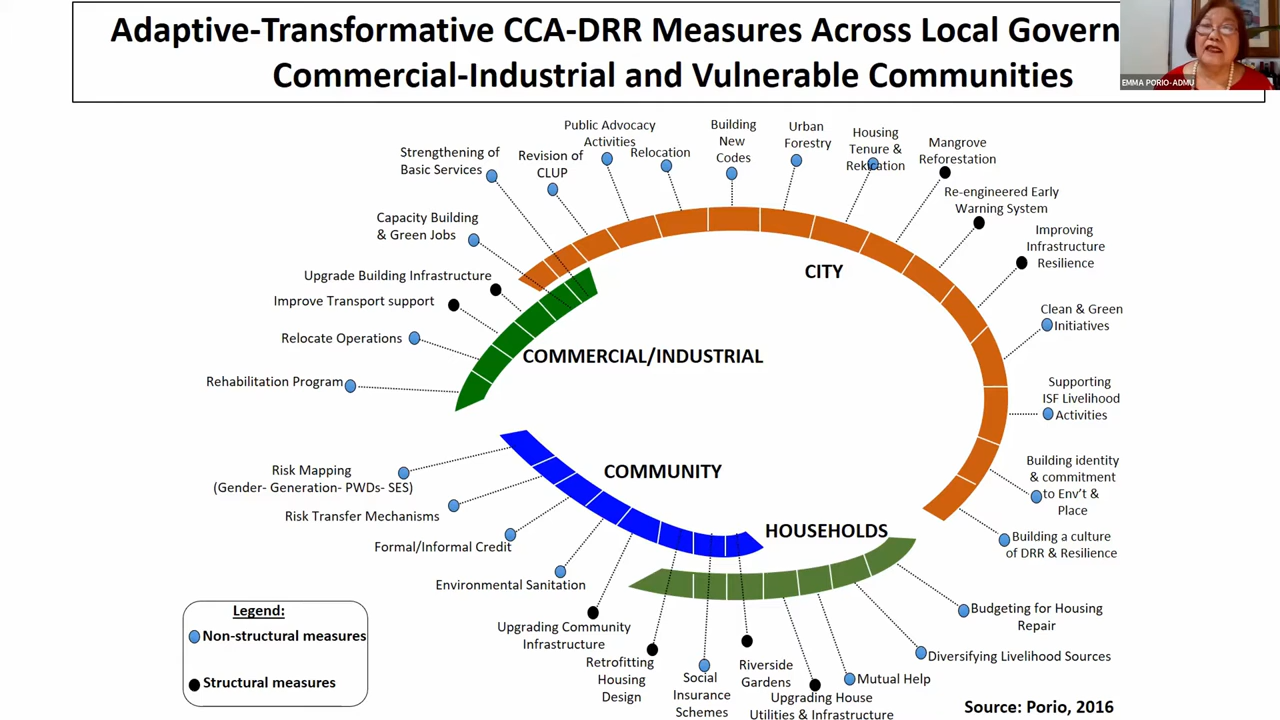 Adaptive-Transformative CCA-DRR Measures Across Local Govern
Commercial-Industrial and Vulnerable Communities
EMMA PORIO-ADMU
Public Advocacy
Activities
Building
New
Codes
Urban
Forestry
Housing
Tenure &
Relication
Mangrove
Reforestation
Strengthening of
Basic Services
Revision of
CLUP
Relocation
Re-engineered Early
Warning System
Capacity Building
& Green Jobs
Improving
Infrastructure
Resilience
CITY
Upgrade Building Infrastructure
Improve Transport support
Clean & Green
Initiatives
Relocate Operations
COMMERCIAL/INDUSTRIAL
Rehabilitation Program
Supporting
ISF Livelihood
Activities
Risk Mapping
(Gender- Generation- PWDs- SES)
COMMUNITY
Building identity
& commitment
to Env't &
Place
Risk Transfer Mechanisms
HOUSEHOLDS
Formal/Informal Credit
Building a culture
of DRR & Resilience
Environmental Sanitation
Legend:
Non-structural measures
Structural measures
Upgrading Community
Infrastructure
Budgeting for Housing
Repair
Retrofitting
Housing
Design
Social
Insurance
Schemes
Riverside
Gardens
Diversifying Livelihood Sources
Mutual Help
Upgrading House
Utilities & Infrastructure
Source: Porio, 2016